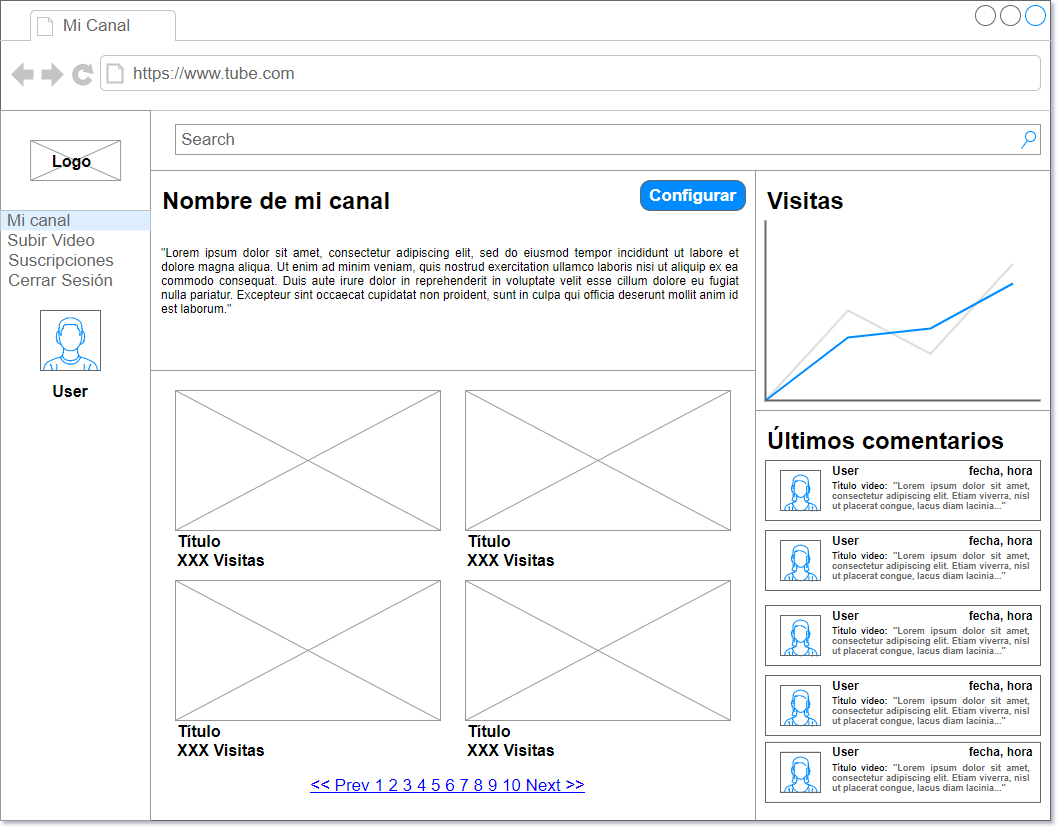 Mi Canal
https://www.tube.com
Search
Logo
Mi canal
Subir Video
Suscripciones
Cerrar Sesión
User
Nombre de mi canal
Configurar
"Lorem ipsum dolor sit amet, consectetur adipiscing elit, sed do eiusmod tempor incididunt ut labore et
dolore magna aliqua. Ut enim ad minim veniam, quis nostrud exercitation ullamco laboris nisi ut aliquip ex ea
commodo consequat. Duis aute irure dolor in reprehenderit in voluptate velit esse cillum dolore eu fugiat
nulla pariatur. Excepteur sint occaecat cupidatat non proident, sunt in culpa qui officia deserunt mollit anim id
est laborum."
Título
XXX Visitas
Título
XXX Visitas
Título
XXX Visitas
Título
XXX Visitas
<< Prev 1 2 3 4 5 6 7 8 9 10 Next >>
Visitas
Últimos comentarios
User fecha, hora
Título video: "Lorem ipsum dolor sit amet,
consectetur adipiscing elit. Etiam viverra, nisl
ut placerat congue, lacus diam lacinia..."
User fecha, hora
Título video: "Lorem ipsum dolor sit amet,
consectetur adipiscing elit. Etiam viverra, nisl
ut placerat congue, lacus diam lacinia..."
User fecha, hora
Título video: "Lorem ipsum dolor sit amet,
consectetur adipiscing elit. Etiam viverra, nisl
ut placerat congue, lacus diam lacinia..."
User fecha, hora
Título video: "Lorem ipsum dolor sit amet,
consectetur adipiscing elit. Etiam viverra, nisl
ut placerat congue, lacus diam lacinia..."
User fecha, hora
Título video: "Lorem ipsum dolor sit amet,
consectetur adipiscing elit. Etiam viverra, nisl
ut placerat congue, lacus diam lacinia..."